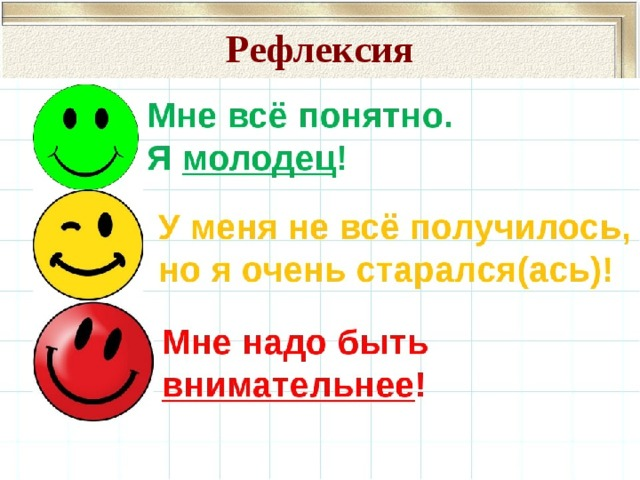 Рефлексия
Мне всё понятно.
Я молодец!
У меня не всё получилось,
но я очень старался(ась)!
Мне надо быть
внимательнее!